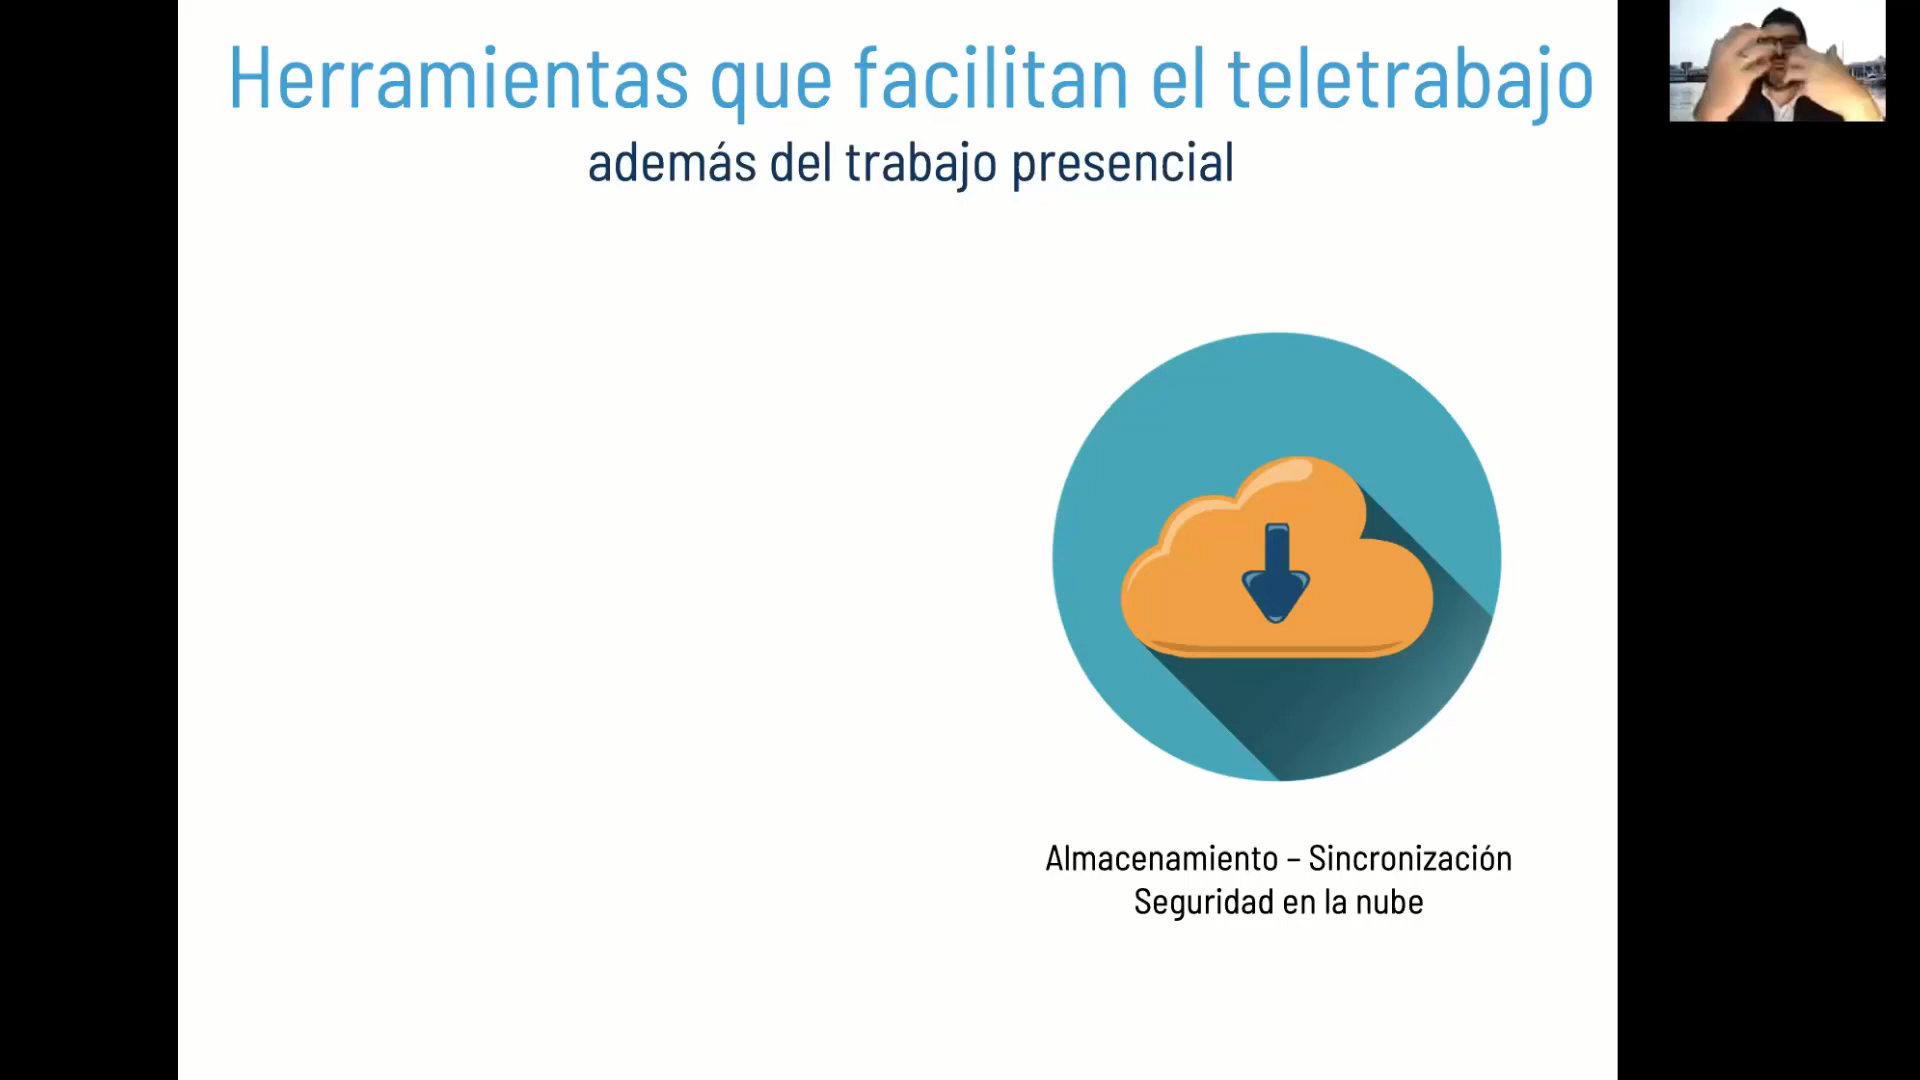 Herramientas que facilitan el teletrabajo
además del trabajo presencial
Almacenamiento – Sincronización
Seguridad en la nube